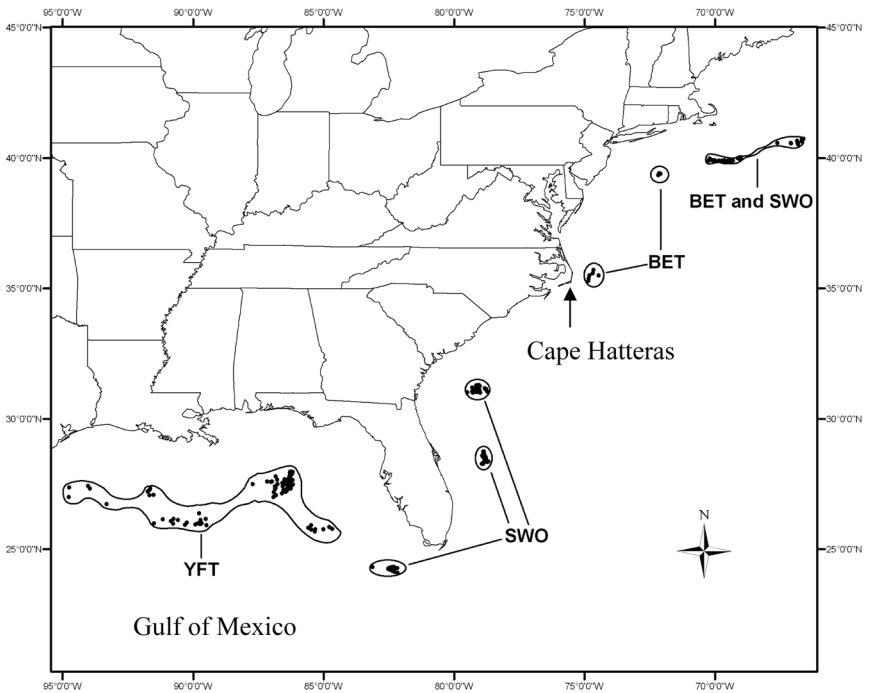 95°0'0"W 90°0'0"W 85°0'0"W 80°0'0"W 75°0'0"W 70°0'0"W
45°0'0"N 45°0'0"N
40°0'0"N 40°0'0"N
BET and SWO
BET
35°0'0"N 35°0'0"N
Cape Hatteras
30°0'0"N 30°0'0"N
N
SWO
25°0'0"N 25°0'0"N
YFT
Gulf of Mexico
95°0'0"W 90°0'0"W 85°0'0"W 80°0'0"W 75°0'0"W 70°0'0"W